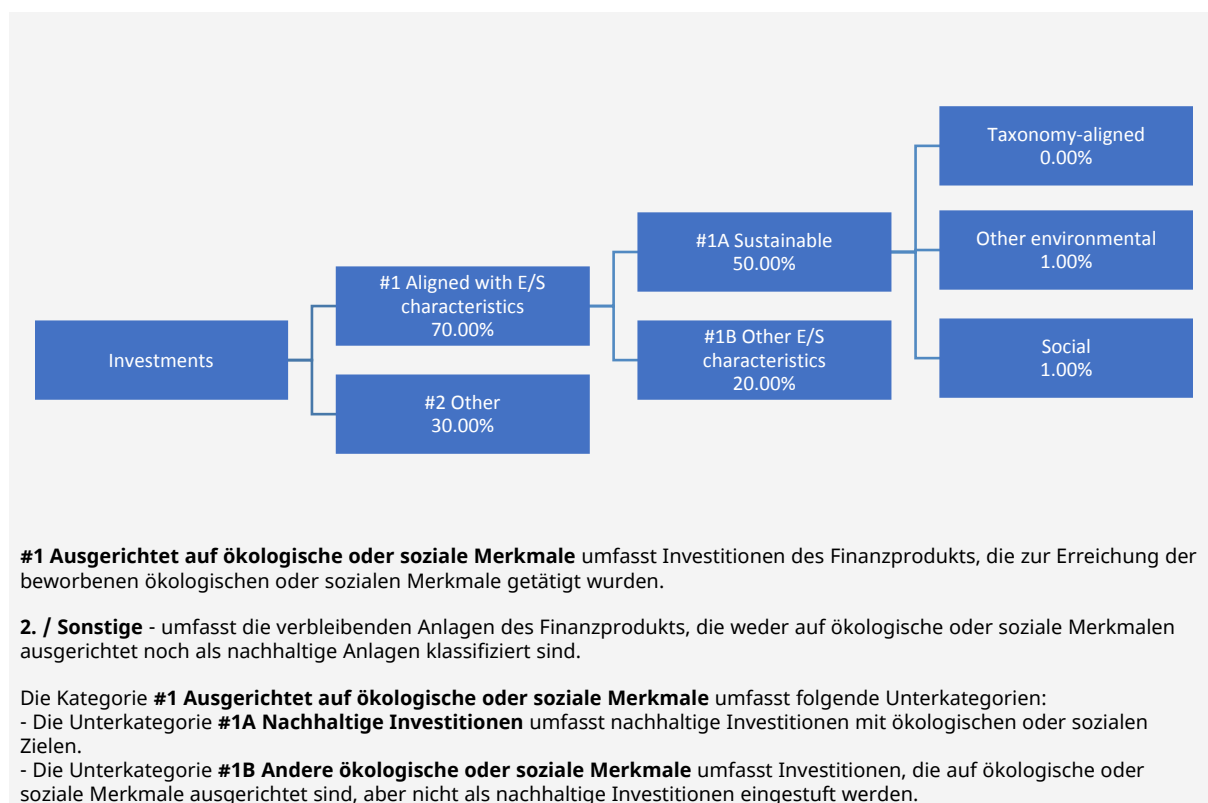 Taxonomy-aligned
0.00%
#1A Sustainable
50.00%
Other environmental
1.00%
#1 Aligned with E/S
characteristics
70.00%
Investments
#1B Other E/S
characteristics
20.00%
Social
1.00%
#2 Other
30.00%
#1 Ausgerichtet auf ökologische oder soziale Merkmale umfasst Investitionen des Finanzprodukts, die zur Erreichung der
beworbenen ökologischen oder sozialen Merkmale getätigt wurden.
2. / Sonstige - umfasst die verbleibenden Anlagen des Finanzprodukts, die weder auf ökologische oder soziale Merkmalen
ausgerichtet noch als nachhaltige Anlagen klassifiziert sind.
Die Kategorie #1 Ausgerichtet auf ökologische oder soziale Merkmale umfasst folgende Unterkategorien:
- Die Unterkategorie #1A Nachhaltige Investitionen umfasst nachhaltige Investitionen mit ökologischen oder sozialen
Zielen.
- Die Unterkategorie #1B Andere ökologische oder soziale Merkmale umfasst Investitionen, die auf ökologische oder
soziale Merkmale ausgerichtet sind, aber nicht als nachhaltige Investitionen eingestuft werden.